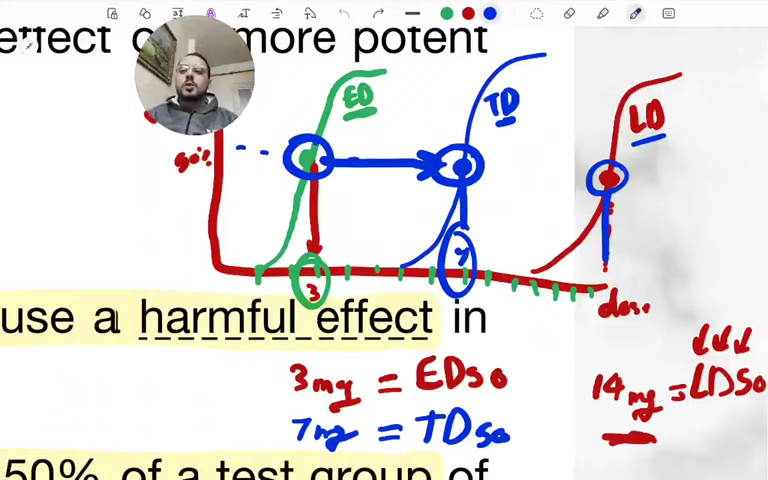 effect more potent
ED
TD
LD
50%
3
7
dose
use a harmful effect in
3mg = ED50
14mg = LD50
7mg = TD50
50% of a test group of